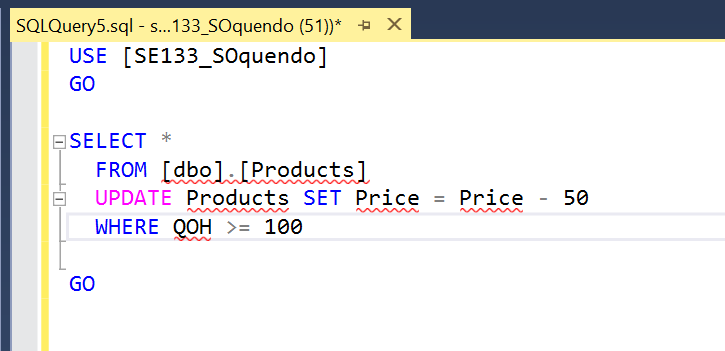 SQLQuery5.sql - s...133_SOquendo (51))*
USE [SE133_SOquendo]
GO
SELECT *
FROM [dbo].[Products]
UPDATE Products SET Price = Price - 50
WHERE QOH >= 100
GO